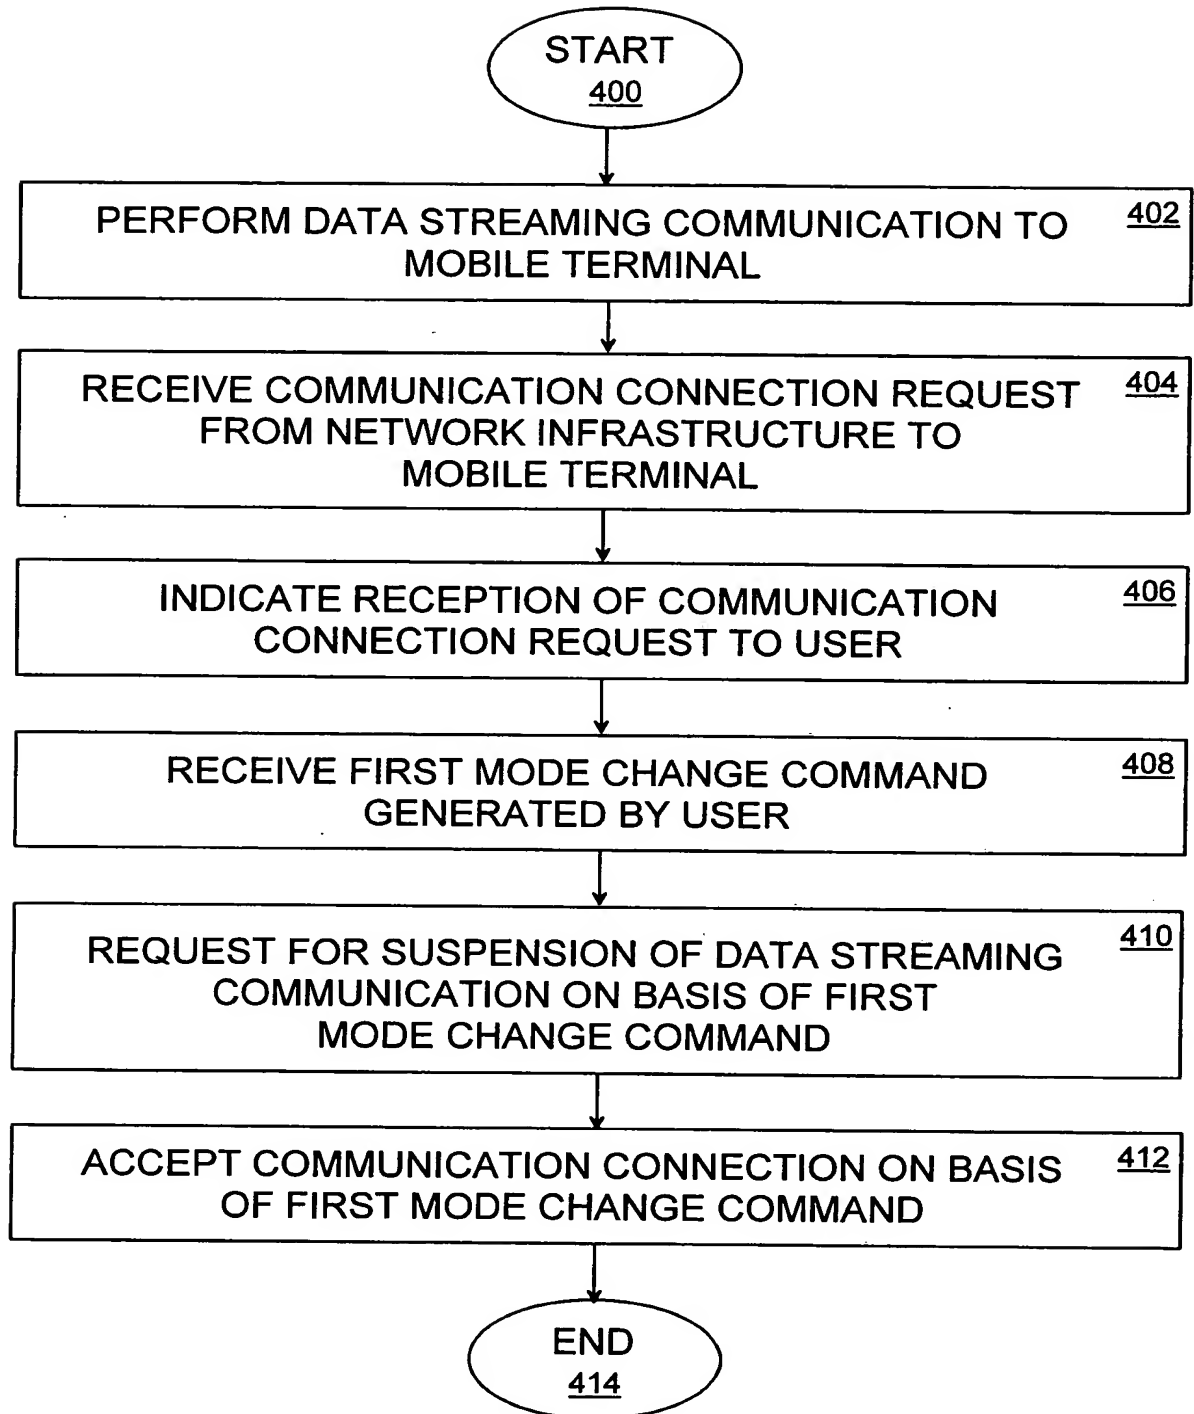 START
400
PERFORM DATA STREAMING COMMUNICATION TO
MOBILE TERMINAL
402
RECEIVE COMMUNICATION CONNECTION REQUEST
FROM NETWORK INFRASTRUCTURE TO
MOBILE TERMINAL
404
INDICATE RECEPTION OF COMMUNICATION
CONNECTION REQUEST TO USER
406
RECEIVE FIRST MODE CHANGE COMMAND
GENERATED BY USER
408
REQUEST FOR SUSPENSION OF DATA STREAMING
COMMUNICATION ON BASIS OF FIRST
MODE CHANGE COMMAND
410
ACCEPT COMMUNICATION CONNECTION ON BASIS
OF FIRST MODE CHANGE COMMAND
412
END
414